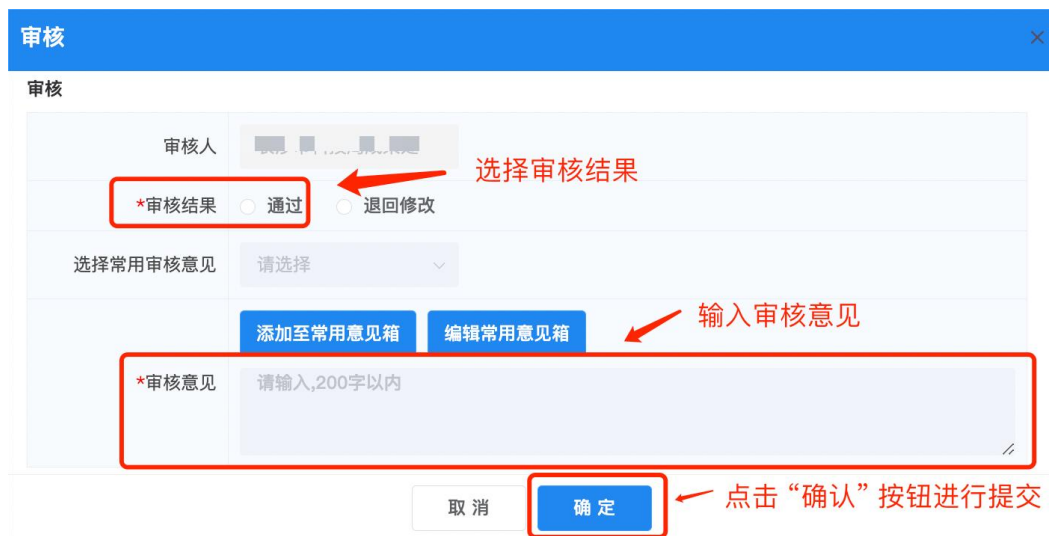 审核
审核
审核人
选择审核结果
*审核结果 通过 退回修改
选择常用审核意见 请选择
输入审核意见
添加至常用意见箱 编辑常用意见箱
*审核意见 请输入,200字以内
取消 确定 点击“确认”按钮进行提交